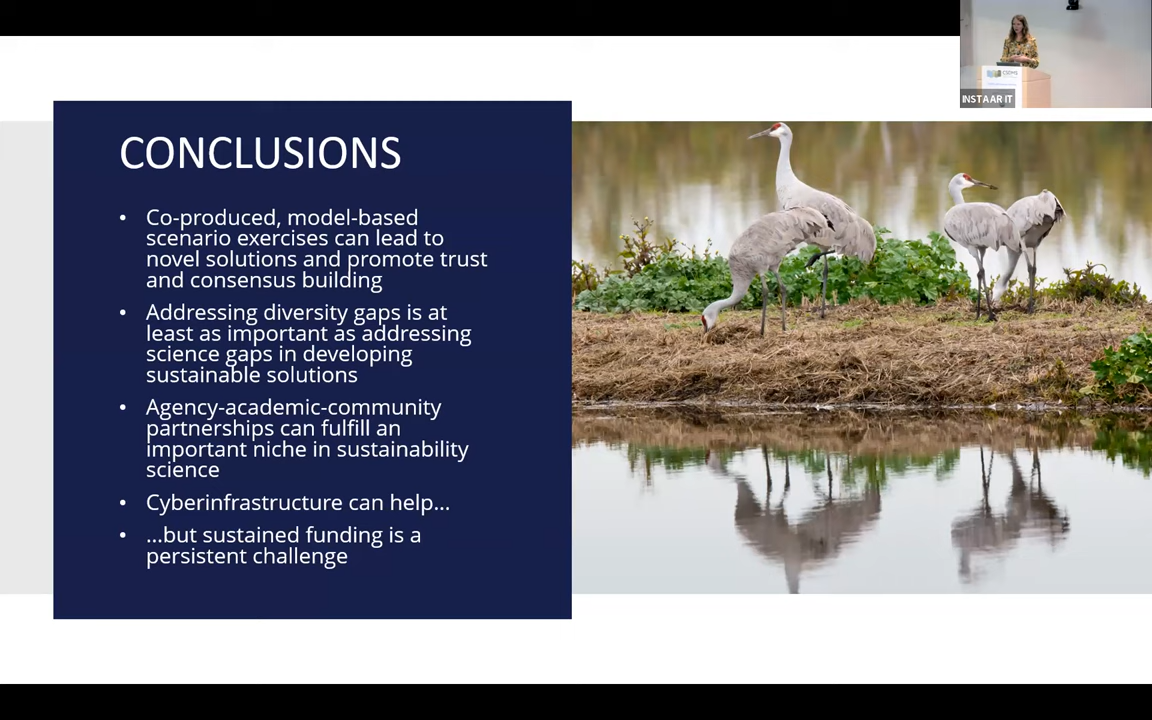 INSTAAR IT
CONCLUSIONS
• Co-produced, model-based
scenario exercises can lead to
novel solutions and promote trust
and consensus building
• Addressing diversity gaps is at
least as important as addressing
science gaps in developing
sustainable solutions
• Agency-academic-community
partnerships can fulfill an
important niche in sustainability
science
• Cyberinfrastructure can help…
• …but sustained funding is a
persistent challenge